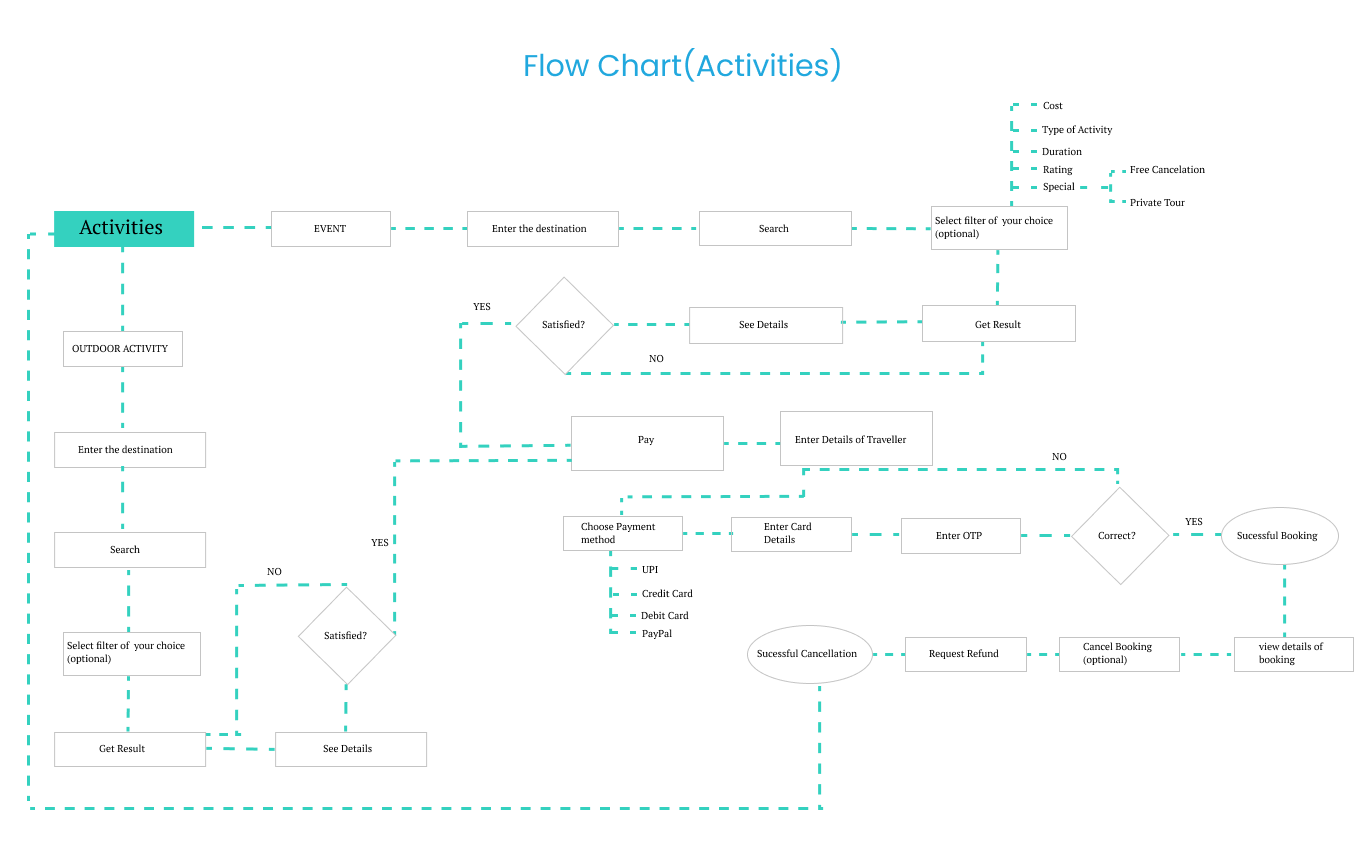 Flow Chart(Activities)
Cost
Type of Activity
Duration
Rating
Special
Free Cancelation
Private Tour
Activities
EVENT
Enter the destination
Search
Select filter of your choice
(optional)
YES
Satisfied?
See Details
Get Result
NO
OUTDOOR ACTIVITY
Pay
Enter Details of Traveller
NO
Enter the destination
Choose Payment
method
Enter Card
Details
Enter OTP
Correct?
YES
Sucessful Booking
Search
YES
NO
UPI
Credit Card
Debit Card
PayPal
Select filter of your choice
(optional)
Satisfied?
Sucessful Cancellation
Request Refund
Cancel Booking
(optional)
view details of
booking
Get Result
See Details